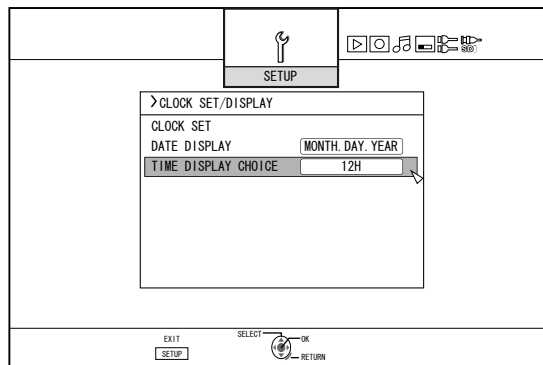 SETUP
>CLOCK SET/DISPLAY
CLOCK SET
DATE DISPLAY MONTH.DAY.YEAR
TIME DISPLAY CHOICE 12H
EXIT SELECT OK
SETUP RETURN